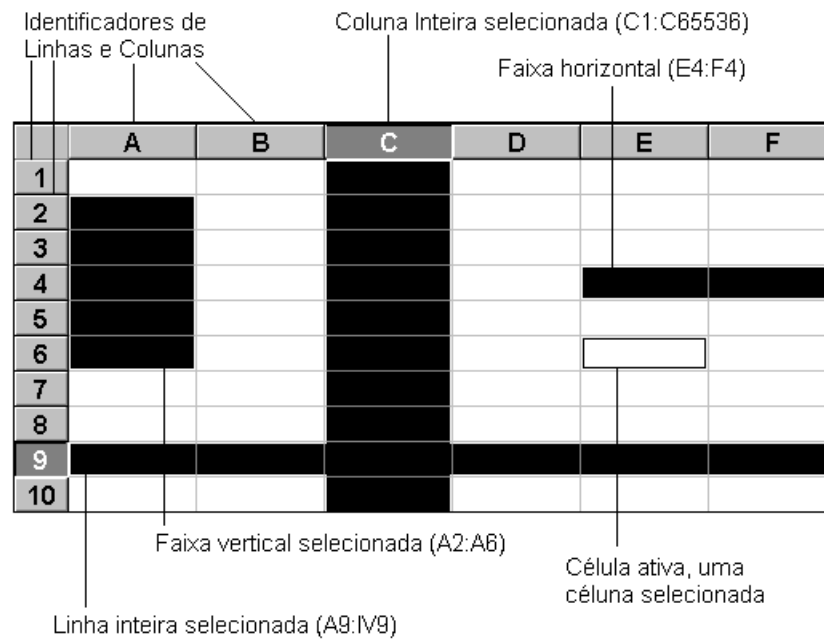 Identificadores de
Linhas e Colunas
Coluna Inteira selecionada (C1:C65536)
Faixa horizontal (E4:F4)
A B C D E F
1
2
3
4
5
6
7
8
9
10
Faixa vertical selecionada (A2:A6)
Célula ativa, uma
céluna selecionada
Linha inteira selecionada (A9:IV9)